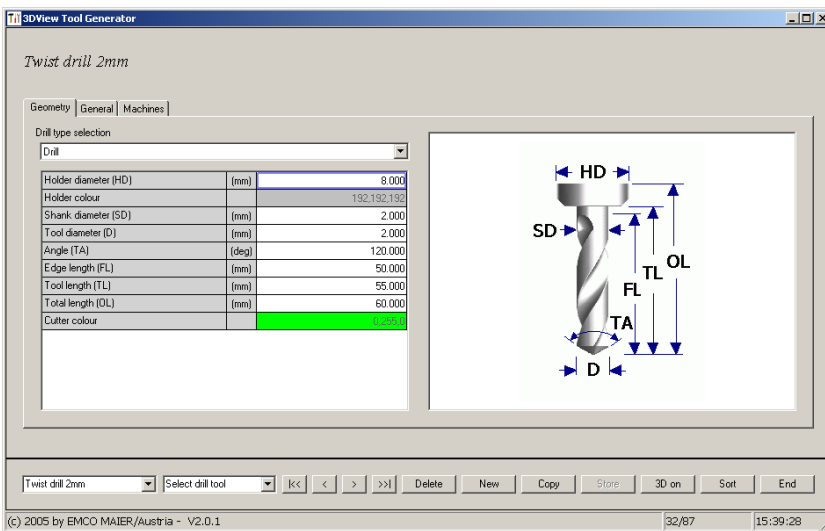 3DView Tool Generator
Twist drill 2mm
Geometry General Machines
Drill type selection
Drill
Holder diameter (HD) (mm) 8.000
Holder colour 192,192,192
Shank diameter (SD) (mm) 2.000
Tool diameter (D) (mm) 2.000
Angle (TA) (deg) 120.000
Edge length (FL) (mm) 50.000
Tool length (TL) (mm) 55.000
Total length (OL) (mm) 60.000
Cutter colour 0,255,0
HD
SD
OL
TL
FL
TA
D
Twist drill 2mm Select drill tool |<< < > >>| Delete New Copy Store 3D on Sort End
(c) 2005 by EMCO MAIER/Austria - V2.0.1 32/87 15:39:28